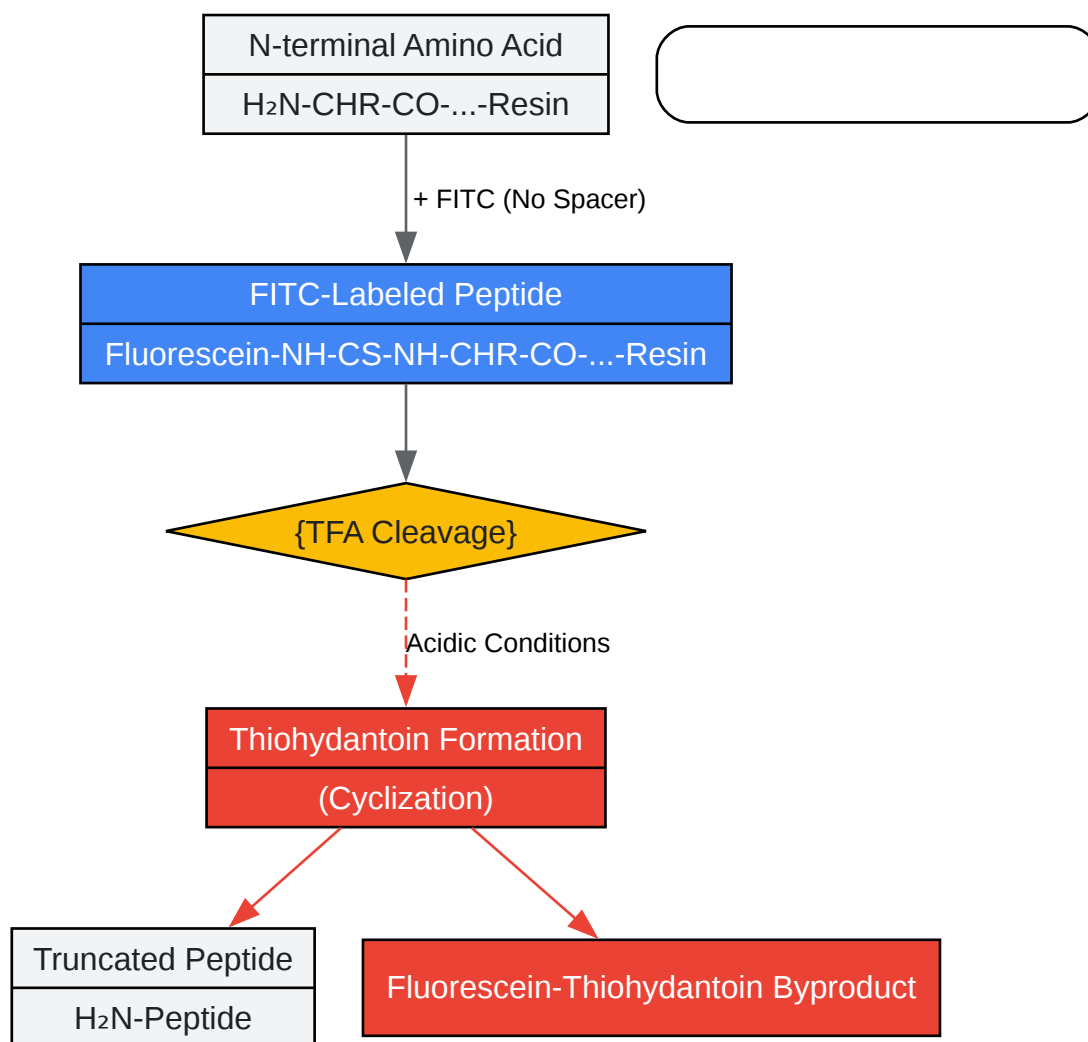 N-terminal Amino Acid
H₂N-CHR-CO-...-Resin
+ FITC (No Spacer)
FITC-Labeled Peptide
Fluorescein-NH-CS-NH-CHR-CO-...-Resin
{TFA Cleavage}
Acidic Conditions
Thiohydantoin Formation
(Cyclization)
Truncated Peptide
H₂N-Peptide
Fluorescein-Thiohydantoin Byproduct